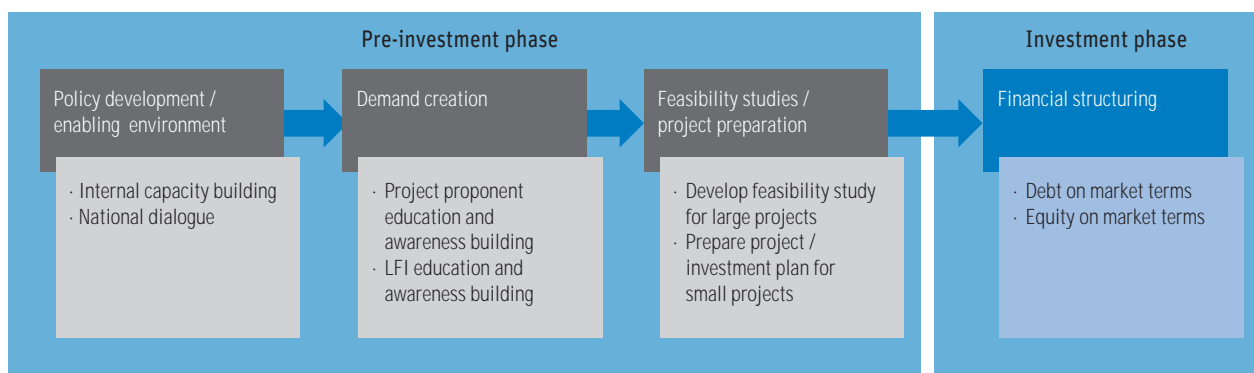 Pre-investment phase
Investment phase
Policy development /
enabling environment
· Internal capacity building
· National dialogue
Demand creation
· Project proponent
education and
awareness building
· LFI education and
awareness building
Feasibility studies /
project preparation
· Develop feasibility study
for large projects
· Prepare project /
investment plan for
small projects
Financial structuring
· Debt on market terms
· Equity on market terms